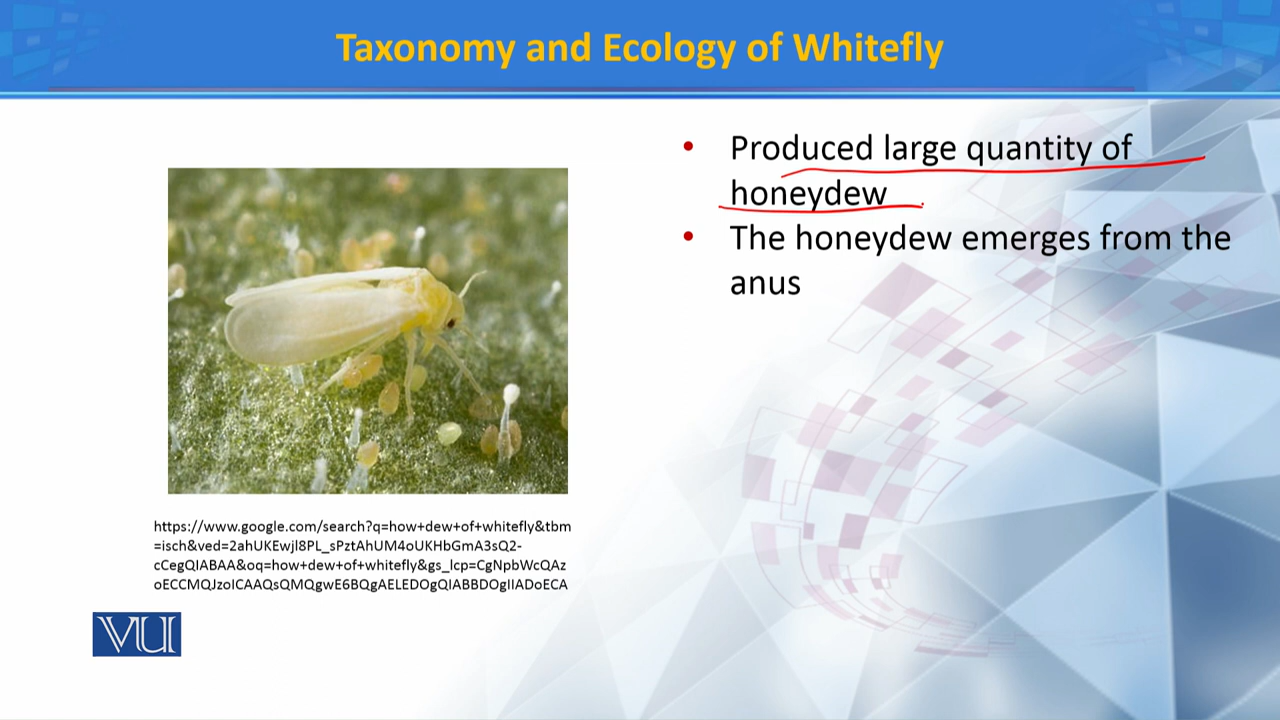 Taxonomy and Ecology of Whitefly
• Produced large quantity of
honeydew
• The honeydew emerges from the
anus
https://www.google.com/search?q=how+dew+of+whitefly&tbm
=isch&ved=2ahUKEwjl8PL_sPztAhUM4oUKHbGmA3sQ2-
cCegQIABAA&oq=how+dew+of+whitefly&gs_lcp=CgNpbWcQAz
oECCMQJzoICAAQsQMQgwE6BQgAELEDOgQIABBDOgIIADoECA
VU